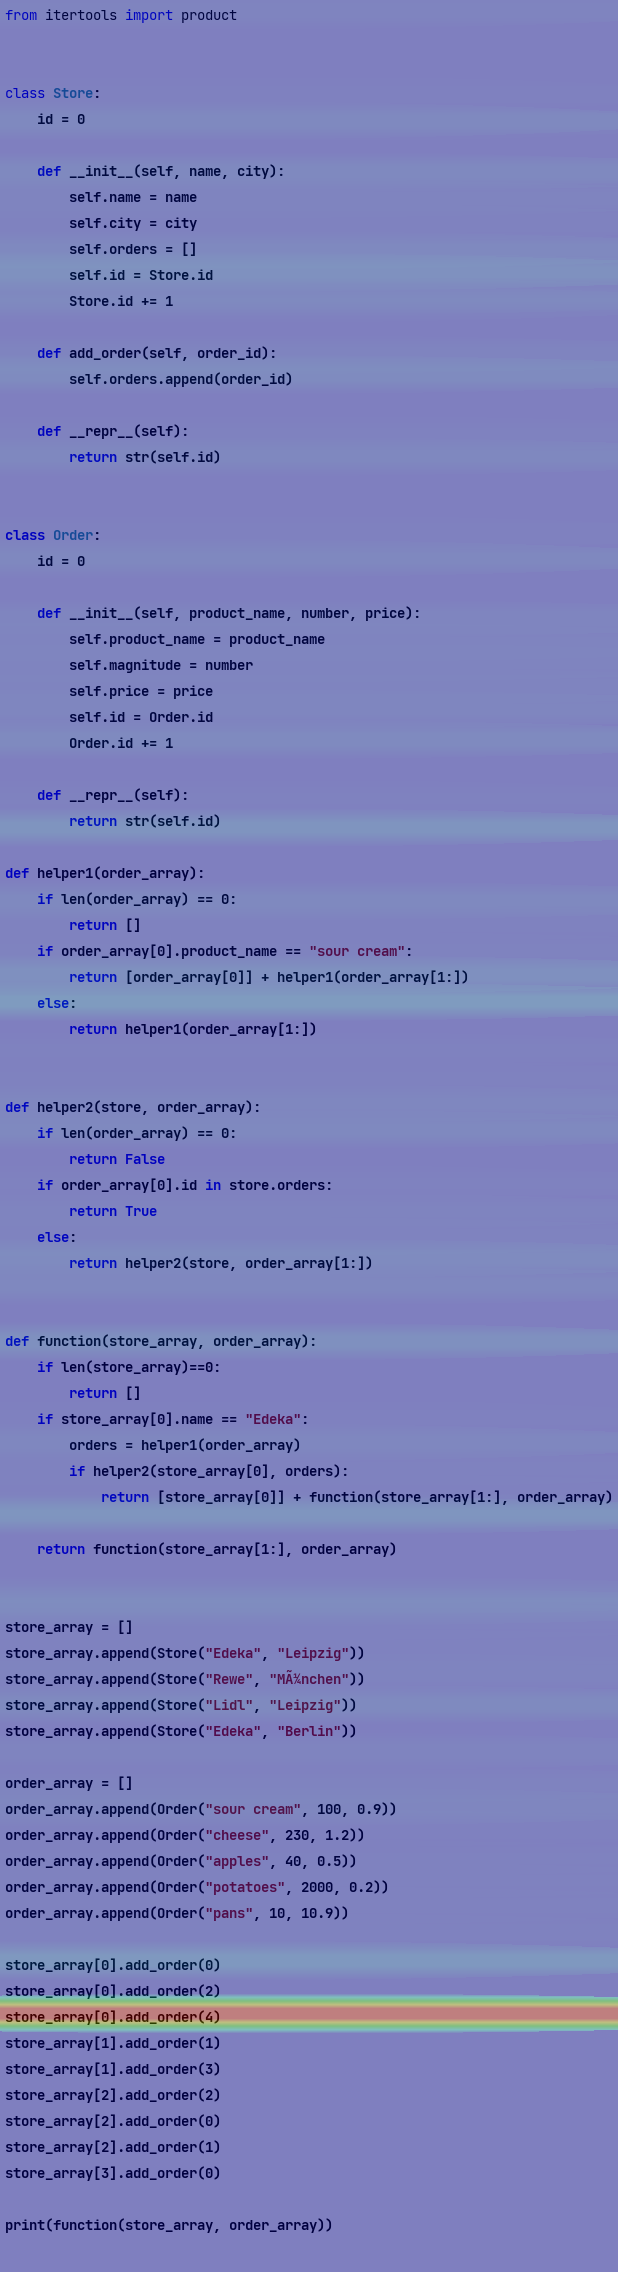 from itertools import product
class Store:
    id = 0
    def __init__(self, name, city):
        self.name = name
        self.city = city
        self.orders = []
        self.id = Store.id
        Store.id += 1
    def add_order(self, order_id):
        self.orders.append(order_id)
    def __repr__(self):
        return str(self.id)
class Order:
    id = 0
    def __init__(self, product_name, number, price):
        self.product_name = product_name
        self.magnitude = number
        self.price = price
        self.id = Order.id
        Order.id += 1
    def __repr__(self):
        return str(self.id)
def helper1(order_array):
    if len(order_array) == 0:
        return []
    if order_array[0].product_name == "sour cream":
        return [order_array[0]] + helper1(order_array[1:])
    else:
        return helper1(order_array[1:])
def helper2(store, order_array):
    if len(order_array) == 0:
        return False
    if order_array[0].id in store.orders:
        return True
    else:
        return helper2(store, order_array[1:])
def function(store_array, order_array):
    if len(store_array)==0:
        return []
    if store_array[0].name == "Edeka":
        orders = helper1(order_array)
        if helper2(store_array[0], orders):
            return [store_array[0]] + function(store_array[1:], order_array)
    return function(store_array[1:], order_array)
store_array = []
store_array.append(Store("Edeka", "Leipzig"))
store_array.append(Store("Rewe", "MÃ¼nchen"))
store_array.append(Store("Lidl", "Leipzig"))
store_array.append(Store("Edeka", "Berlin"))
order_array = []
order_array.append(Order("sour cream", 100, 0.9))
order_array.append(Order("cheese", 230, 1.2))
order_array.append(Order("apples", 40, 0.5))
order_array.append(Order("potatoes", 2000, 0.2))
order_array.append(Order("pans", 10, 10.9))
store_array[0].add_order(0)
store_array[0].add_order(2)
store_array[0].add_order(4)
store_array[1].add_order(1)
store_array[1].add_order(3)
store_array[2].add_order(2)
store_array[2].add_order(0)
store_array[2].add_order(1)
store_array[3].add_order(0)
print(function(store_array, order_array))